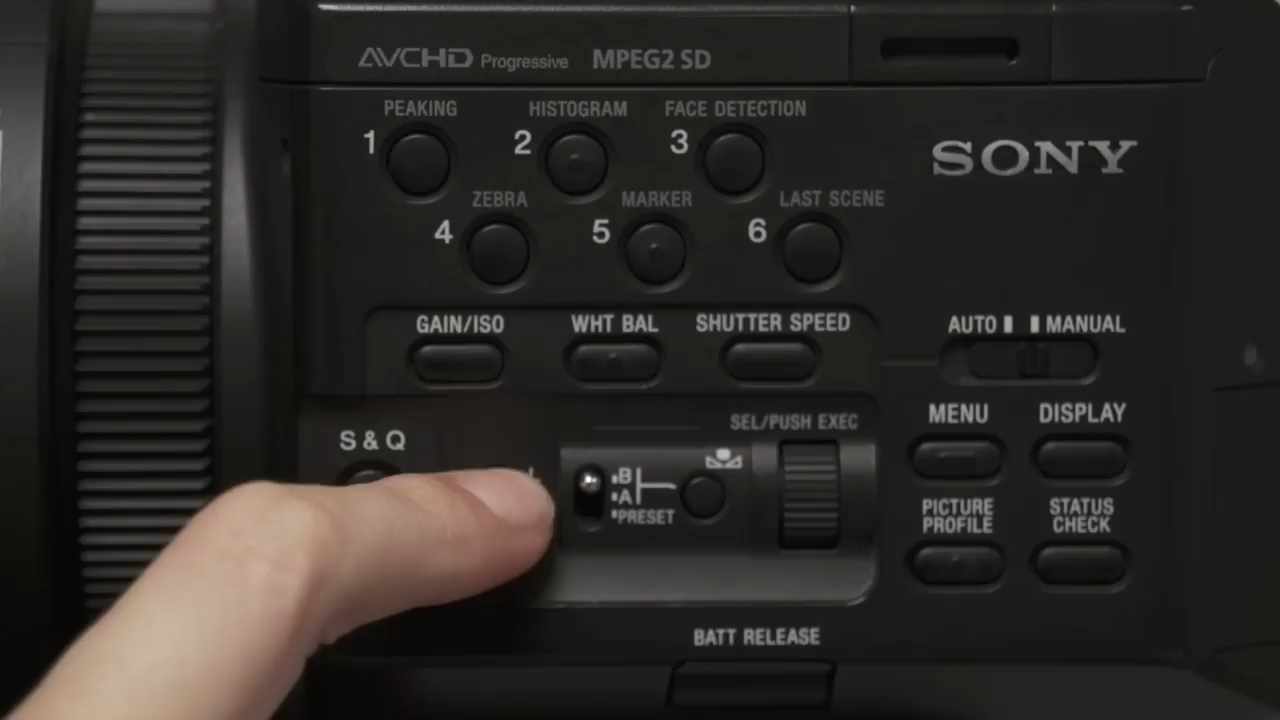 AVCHD Progressive MPEG2 SD
PEAKING HISTOGRAM FACE DETECTION
1 2 3
SONY
ZEBRA MARKER LAST SCENE
4 5 6
GAIN/ISO WHT BAL SHUTTER SPEED
AUTO MANUAL
MENU DISPLAY
SEL/PUSH EXEC
S & Q
B
A
PRESET
PICTURE
PROFILE
STATUS
CHECK
BATT RELEASE